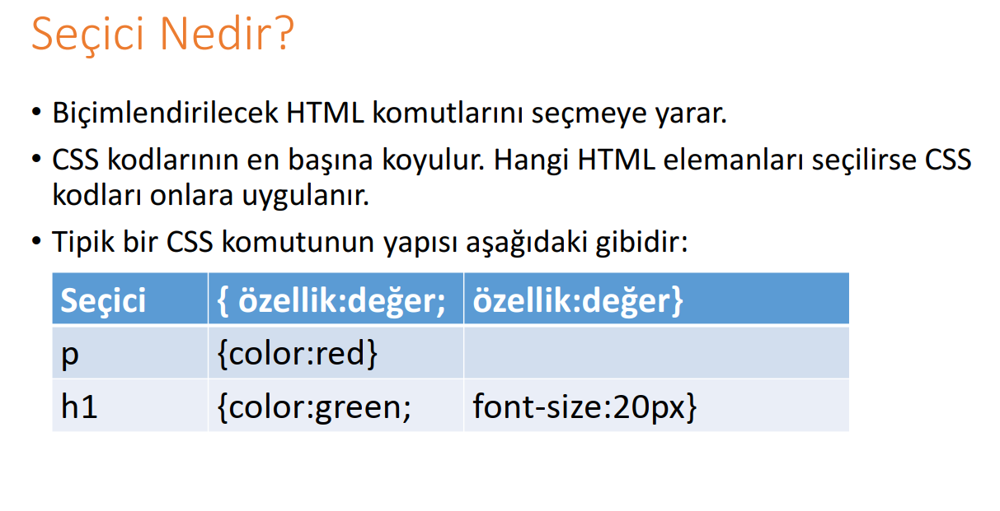 Seçici Nedir?
• Biçimlendirilecek HTML komutlarını seçmeye yarar.
• CSS kodlarının en başına koyulur. Hangi HTML elemanları seçilirse CSS
kodları onlara uygulanır.
• Tipik bir CSS komutunun yapısı aşağıdaki gibidir:
Seçici { özellik:değer; özellik:değer}
p {color:red}
h1 {color:green; font-size:20px}